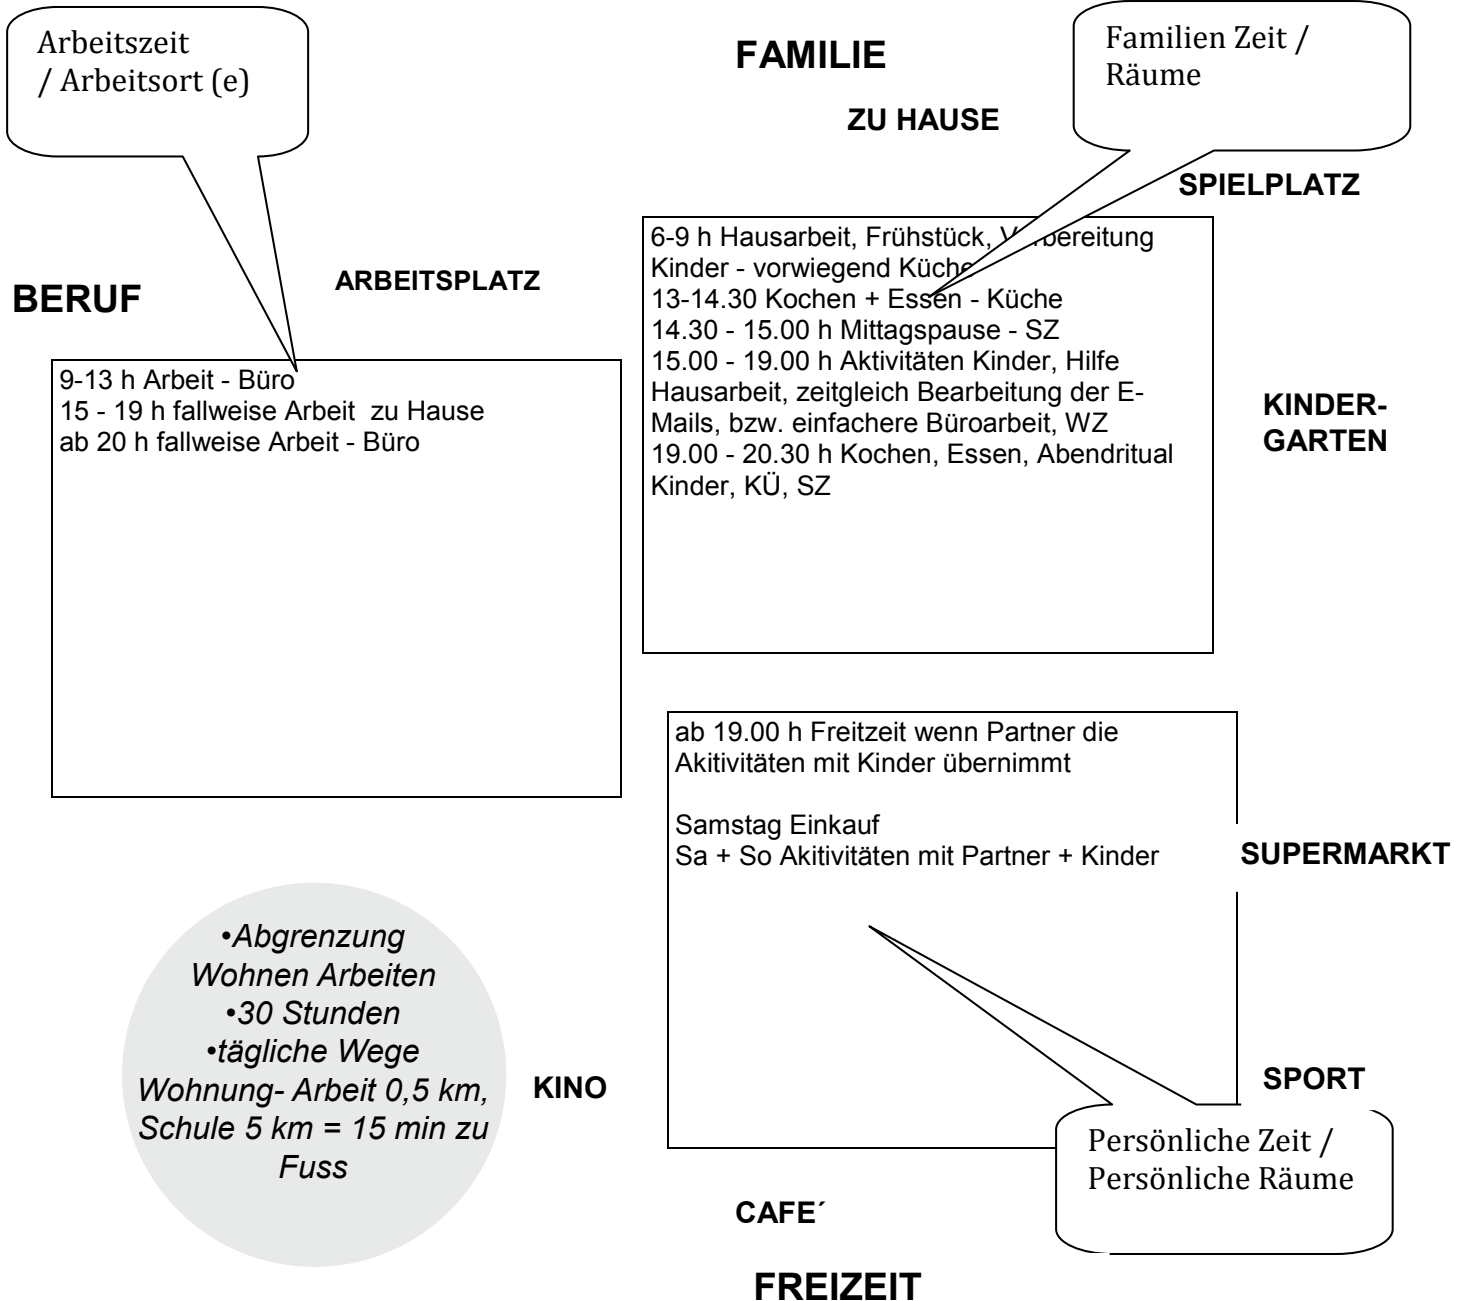 Arbeitszeit
/ Arbeitsort (e)
FAMILIE
Familien Zeit /
Räume
ZU HAUSE
SPIELPLATZ
BERUF
ARBEITSPLATZ
6-9 h Hausarbeit, Frühstück, Vorbereitung
Kinder - vorwiegend Küche
13-14.30 Kochen + Essen - Küche
14.30 - 15.00 h Mittagspause - SZ
15.00 - 19.00 h Aktivitäten Kinder, Hilfe
Hausarbeit, zeitgleich Bearbeitung der E-
Mails, bzw. einfachere Büroarbeit, WZ
19.00 - 20.30 h Kochen, Essen, Abendritual
Kinder, KÜ, SZ
9-13 h Arbeit - Büro
15 - 19 h fallweise Arbeit  zu Hause
ab 20 h fallweise Arbeit - Büro
KINDER-
GARTEN
ab 19.00 h Freitzeit wenn Partner die
Akitivitäten mit Kinder übernimmt
Samstag Einkauf
Sa + So Akitivitäten mit Partner + Kinder
SUPERMARKT
•Abgrenzung
Wohnen Arbeiten
•30 Stunden
•tägliche Wege
Wohnung- Arbeit 0,5 km,
Schule 5 km = 15 min zu
Fuss
KINO
SPORT
Persönliche Zeit /
Persönliche Räume
CAFE´
FREIZEIT